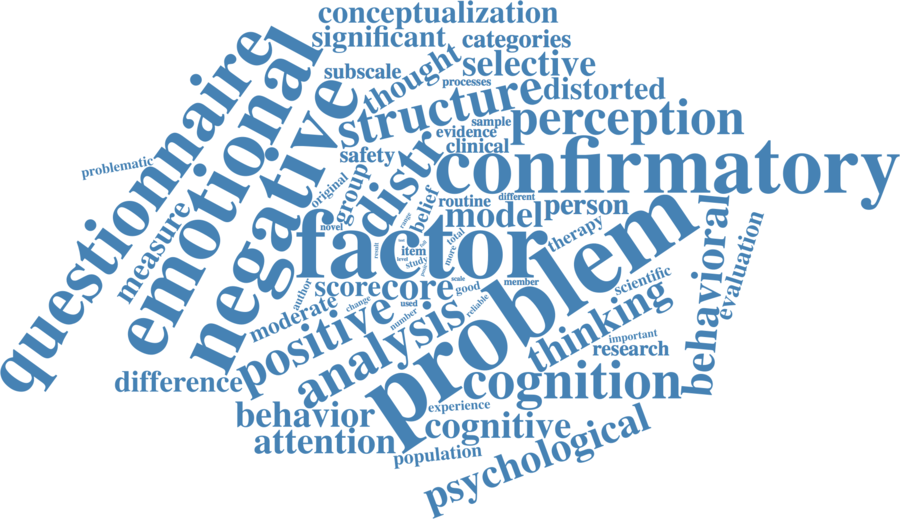 conceptualization
significant
categories
questionnaire
emotional
negative
subscale
thought
processes
selective
distorted
structure
sample
evidence
perception
clinical
confirmatory
problematic
safety
distr
original
group
belief
routine
different
measure
novel
model
person
factor
range
result
item
level
study
total
more
therapy
problem
behavioral
evaluation
author
score
core
scale
good
member
scientific
moderate
change
used
positive
number
reliable
analysis
thinking
important
research
difference
cognition
behavior
experience
attention
cognitive
population
psychological